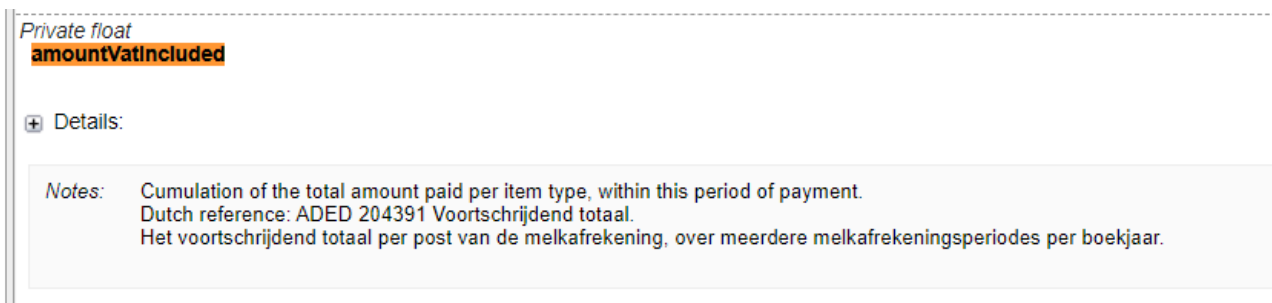 Private float
amountVatIncluded
Details:
Notes: Cumulation of the total amount paid per item type, within this period of payment.
Dutch reference: ADED 204391 Voortschrijdend totaal.
Het voortschrijdend totaal per post van de melkafrekening, over meerdere melkafrekeningsperiodes per boekjaar.